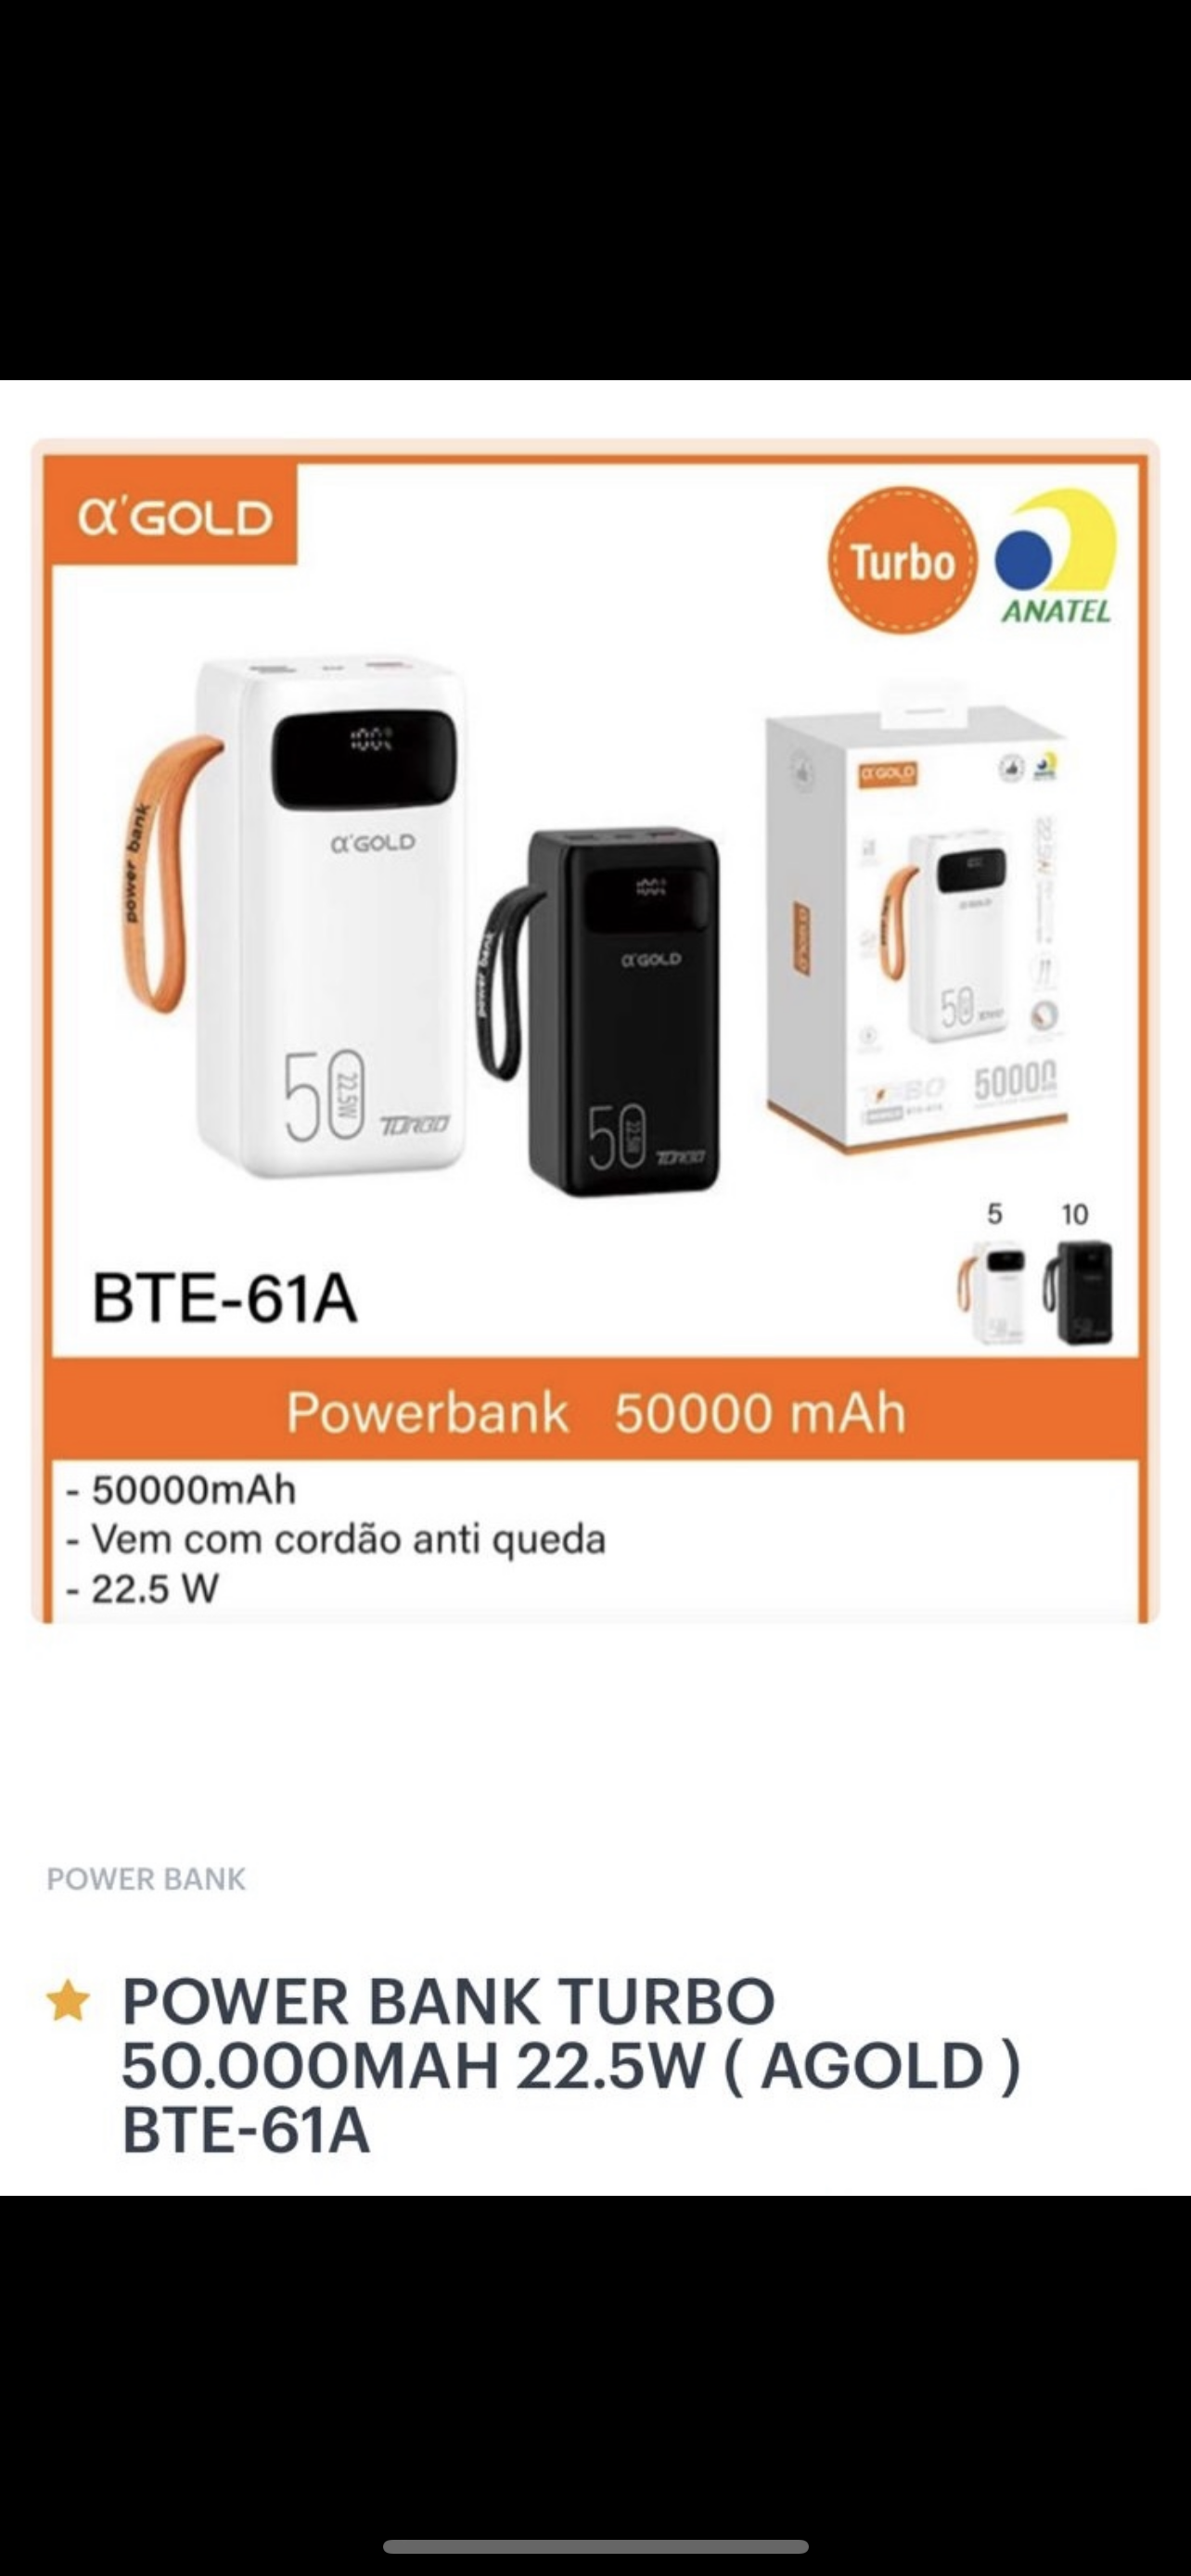 α'GOLD
Turbo
ANATEL
100%
α'GOLD
power bank
50
22.5W
TURBO
100%
α'GOLD
power bank
50
22.5W
TURBO
α'GOLD
α'GOLD
50
TURBO
50000
5 10
BTE-61A
Powerbank 50000 mAh
- 50000mAh
- Vem com cordão anti queda
- 22.5 W
POWER BANK
POWER BANK TURBO
50.000MAH 22.5W ( AGOLD )
BTE-61A